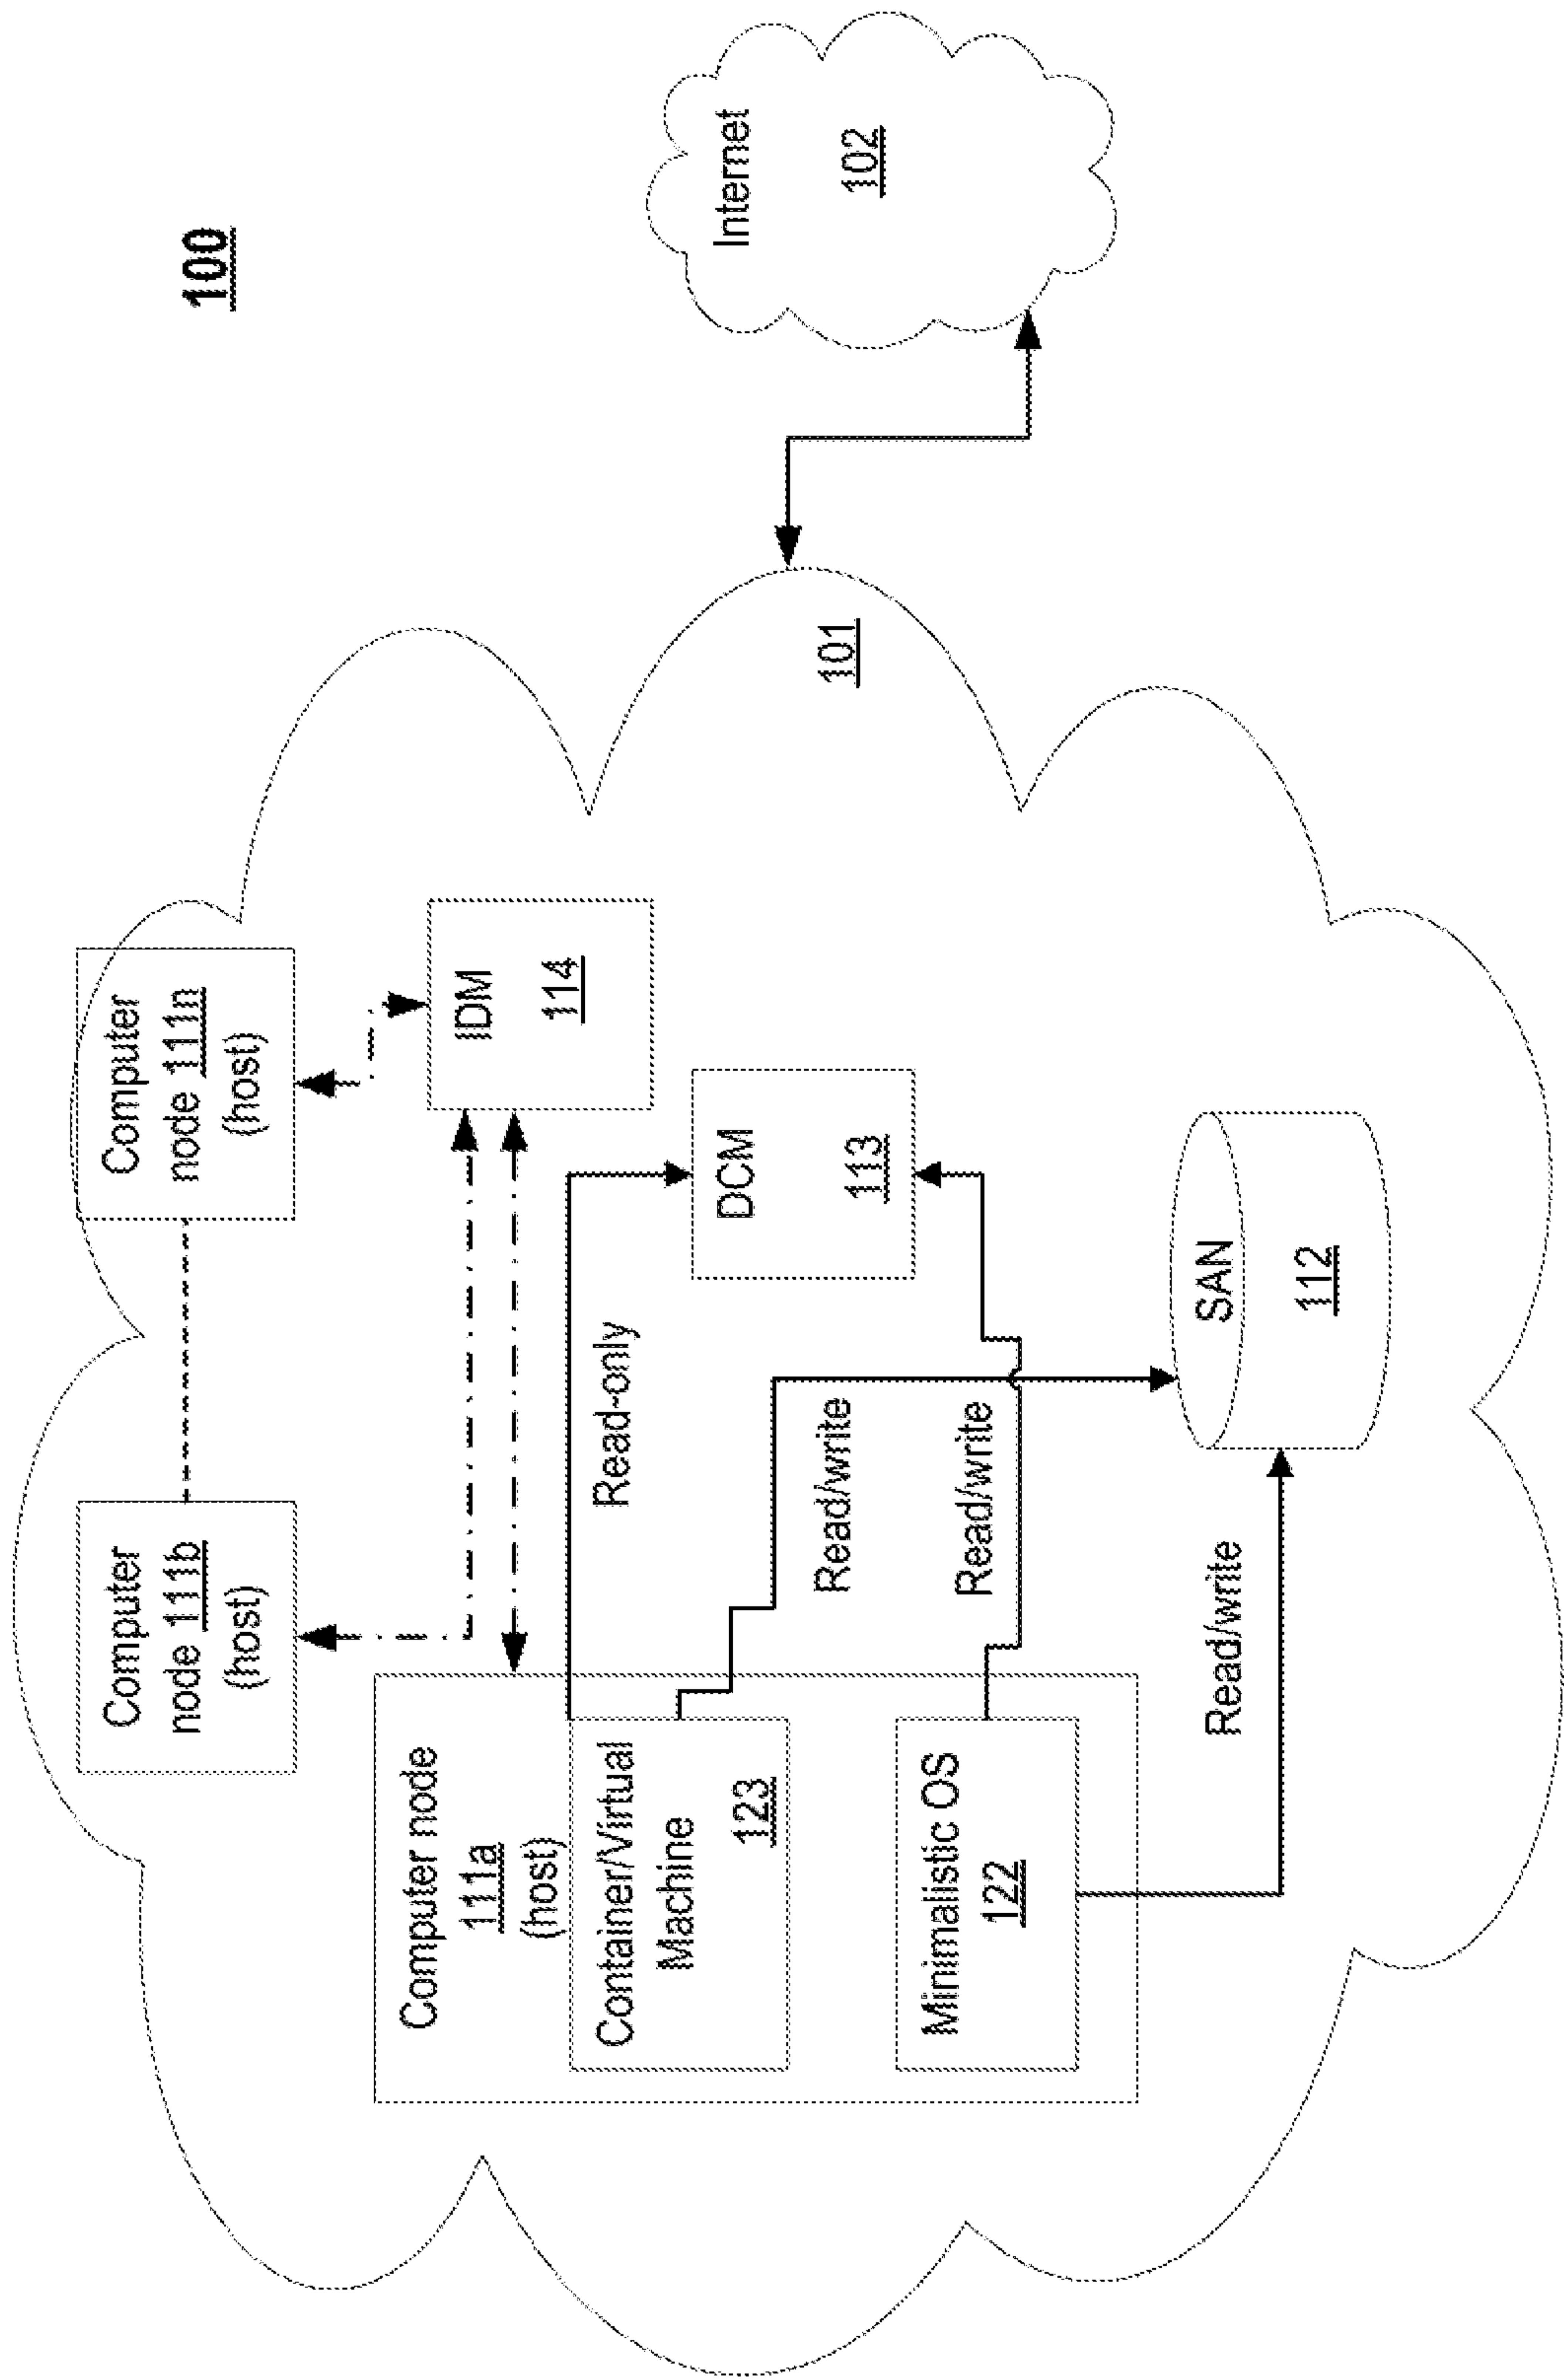 100
Computer
node 111b
(host)
Computer
node 111n
(host)
Computer node
111a
(host)
Container/Virtual
Machine
123
Minimalistic OS
122
IDM
114
Read-only
DCM
113
Read/write
Read/write
Read/write
SAN
112
101
Internet
102